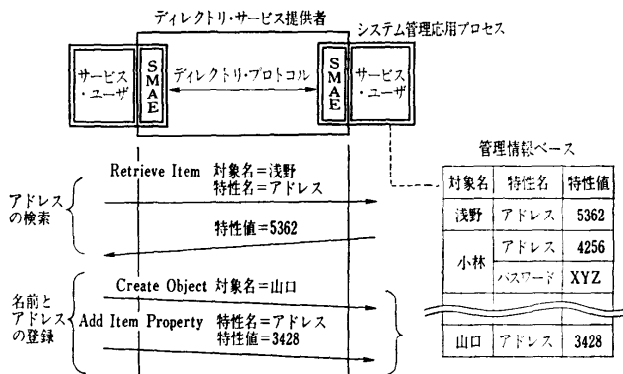 ディレクトリ・サービス提供者
システム管理応用プロセス
サービス
・ユーザ
SMAE
ディレクトリ・プロトコル
SMAE
サービス
・ユーザ
管理情報ベース
対象名 特性名 特性値
浅野 アドレス 5362
小林 アドレス 4256
パスワード XYZ
山口 アドレス 3428
アドレス
の検索
Retrieve Item 対象名=浅野
特性名=アドレス
特性値=5362
名前と
アドレス
の登録
Create Object 対象名=山口
Add Item Property 特性名=アドレス
特性値=3428